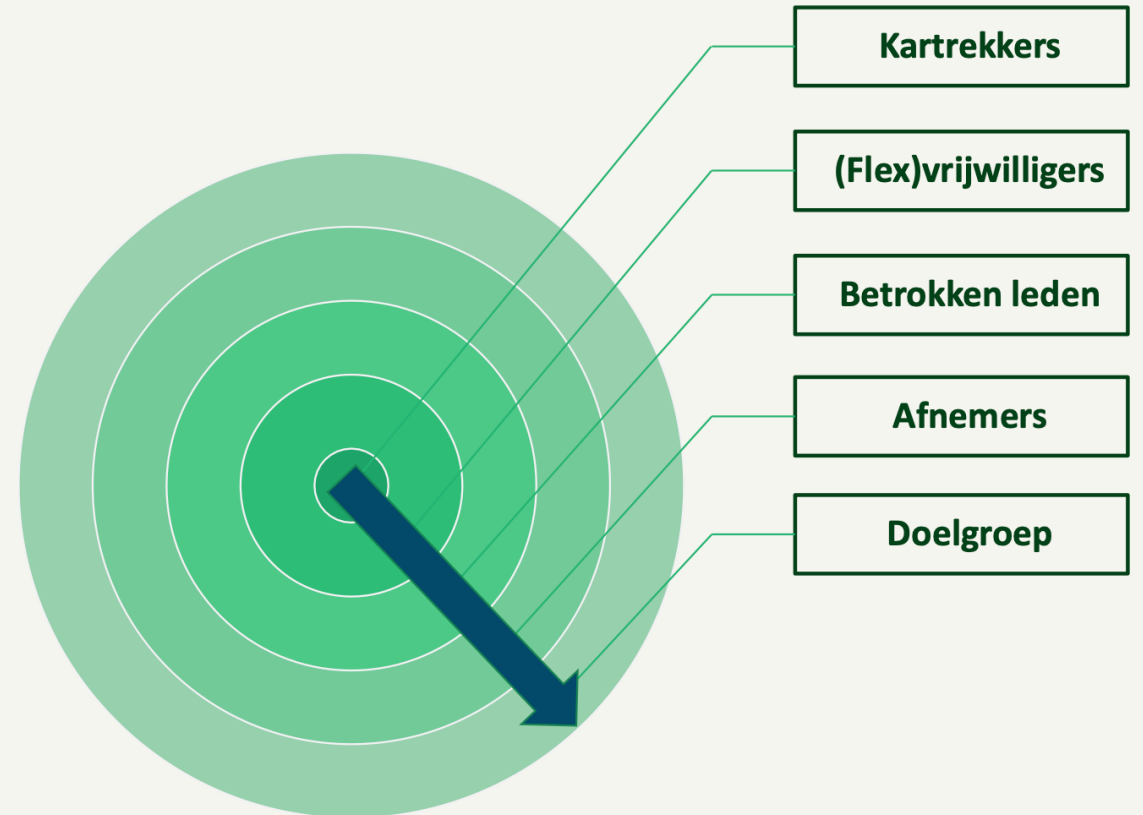 Kartrekkers
(Flex)vrijwilligers
Betrokken leden
Afnemers
Doelgroep